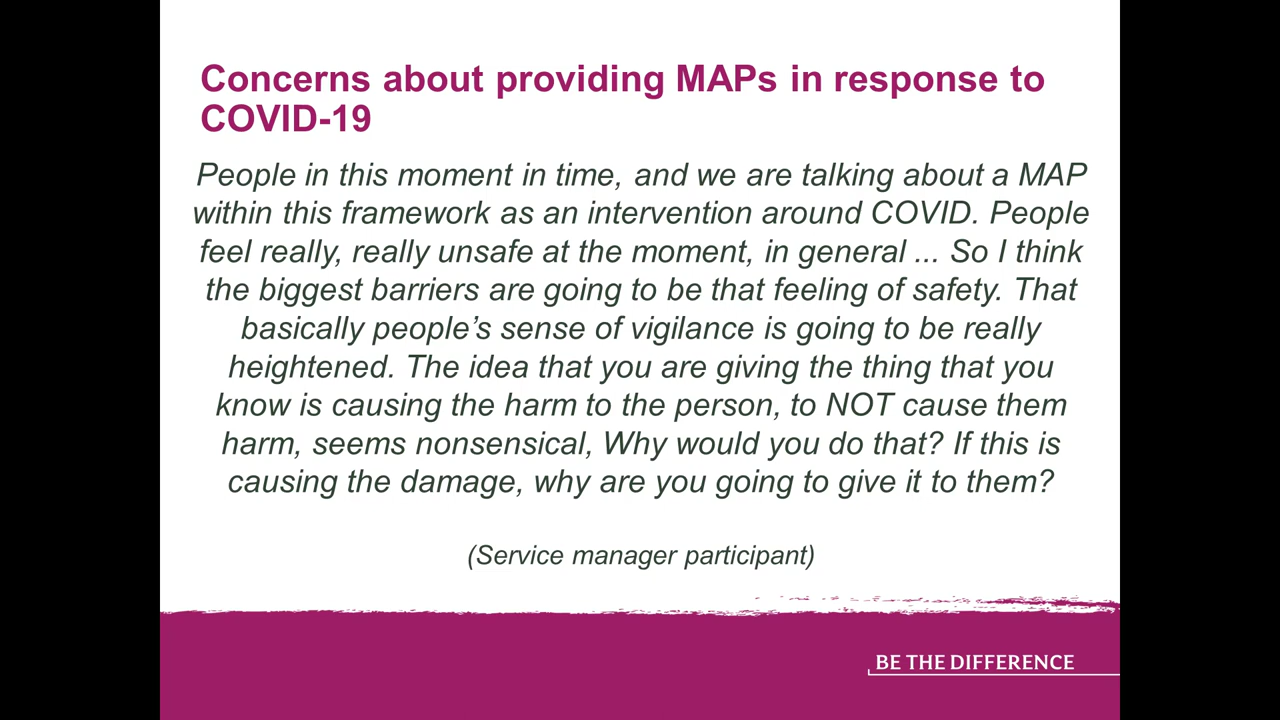 Concerns about providing MAPs in response to
COVID-19
People in this moment in time, and we are talking about a MAP
within this framework as an intervention around COVID. People
feel really, really unsafe at the moment, in general ... So I think
the biggest barriers are going to be that feeling of safety. That
basically people’s sense of vigilance is going to be really
heightened. The idea that you are giving the thing that you
know is causing the harm to the person, to NOT cause them
harm, seems nonsensical, Why would you do that? If this is
causing the damage, why are you going to give it to them?
(Service manager participant)
BE THE DIFFERENCE